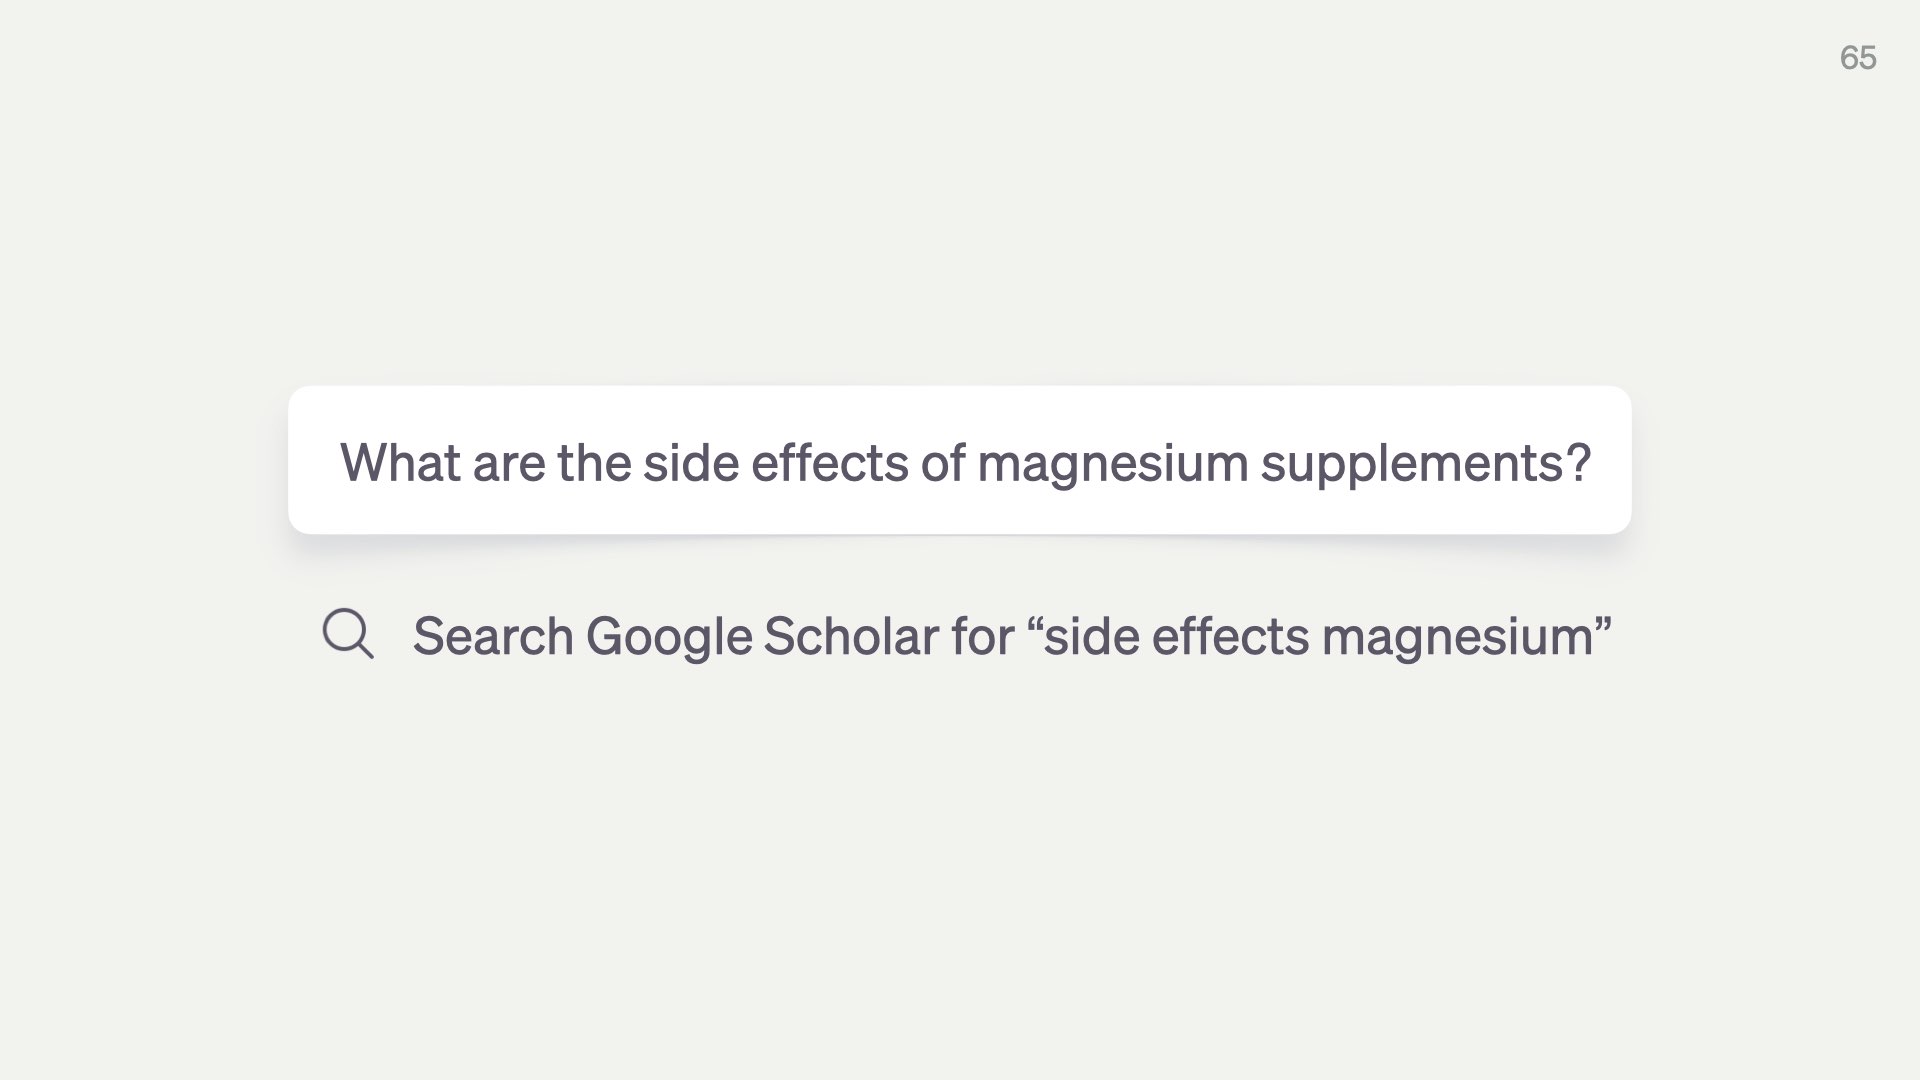 65
What are the side effects of magnesium supplements?
Search Google Scholar for “side effects magnesium”